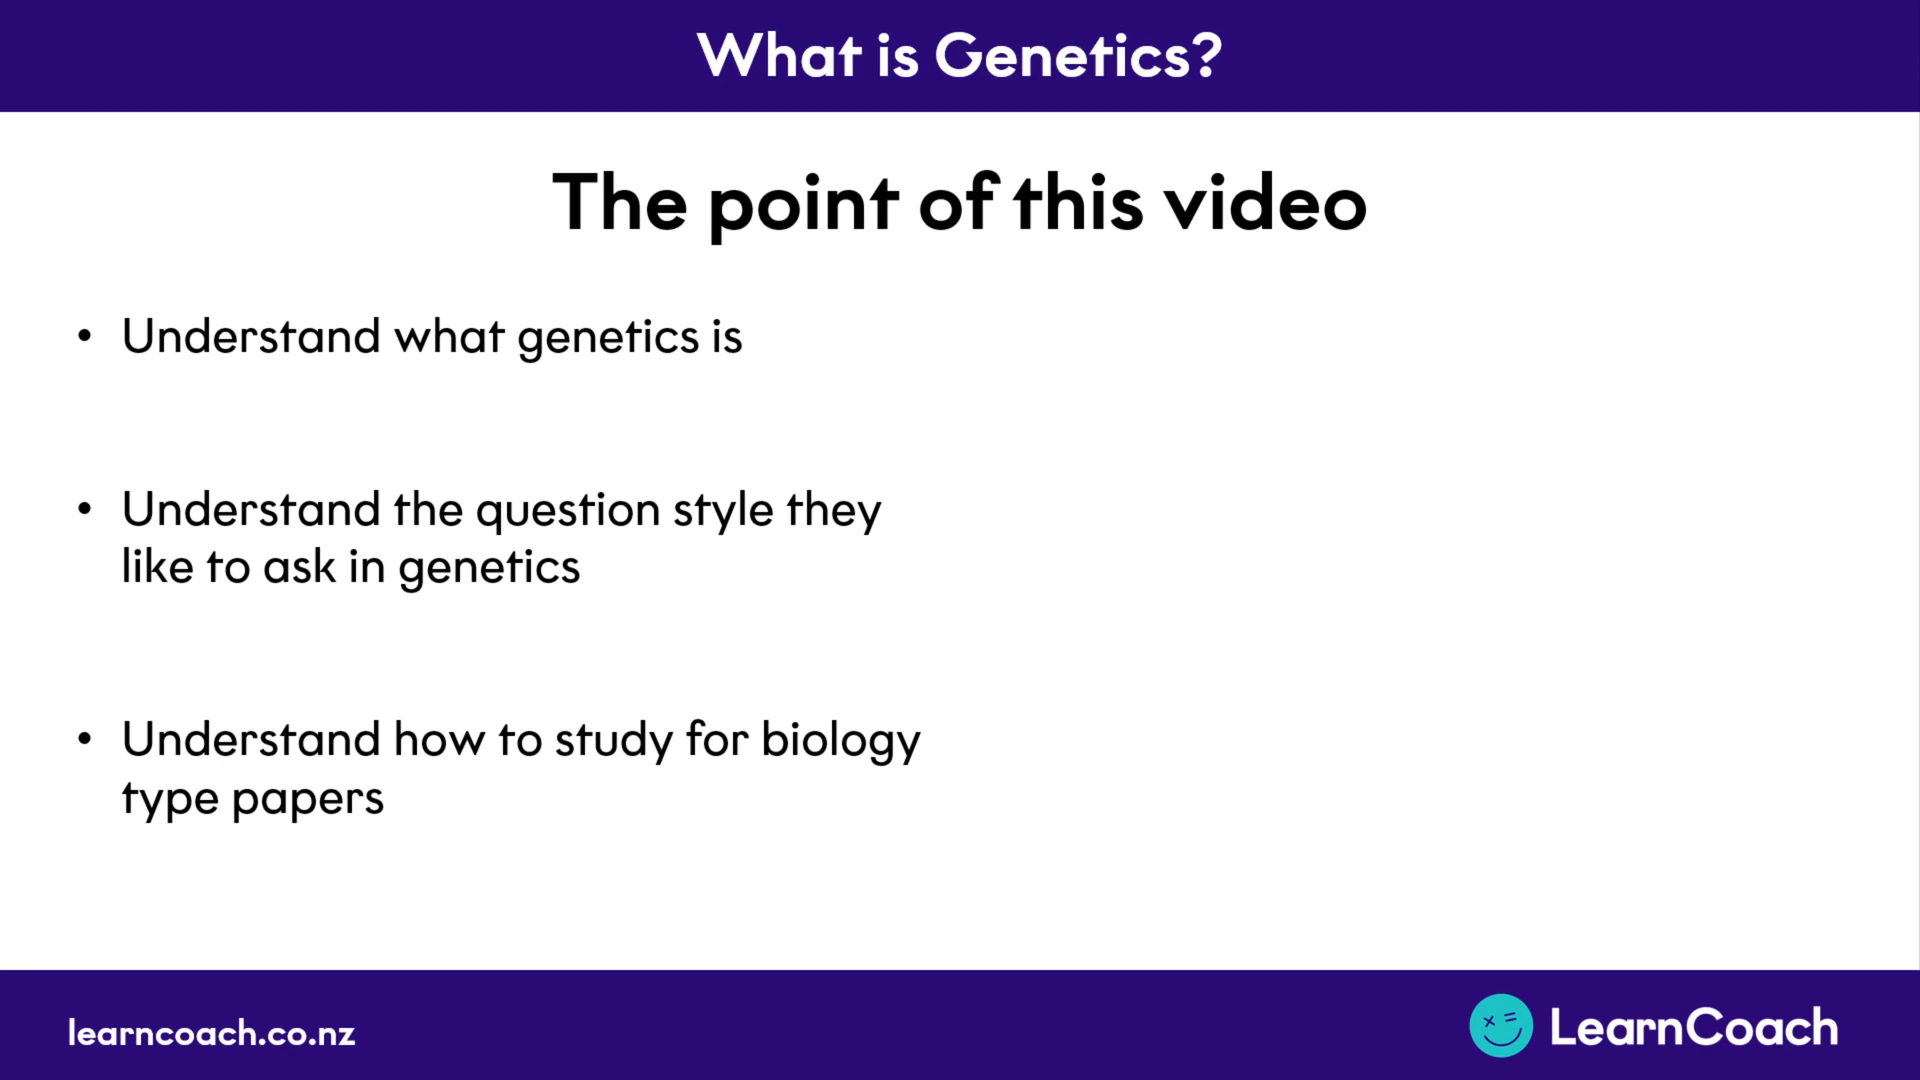 What is Genetics?
The point of this video
• Understand what genetics is
• Understand the question style they
like to ask in genetics
• Understand how to study for biology
type papers
learncoach.co.nz
LearnCoach